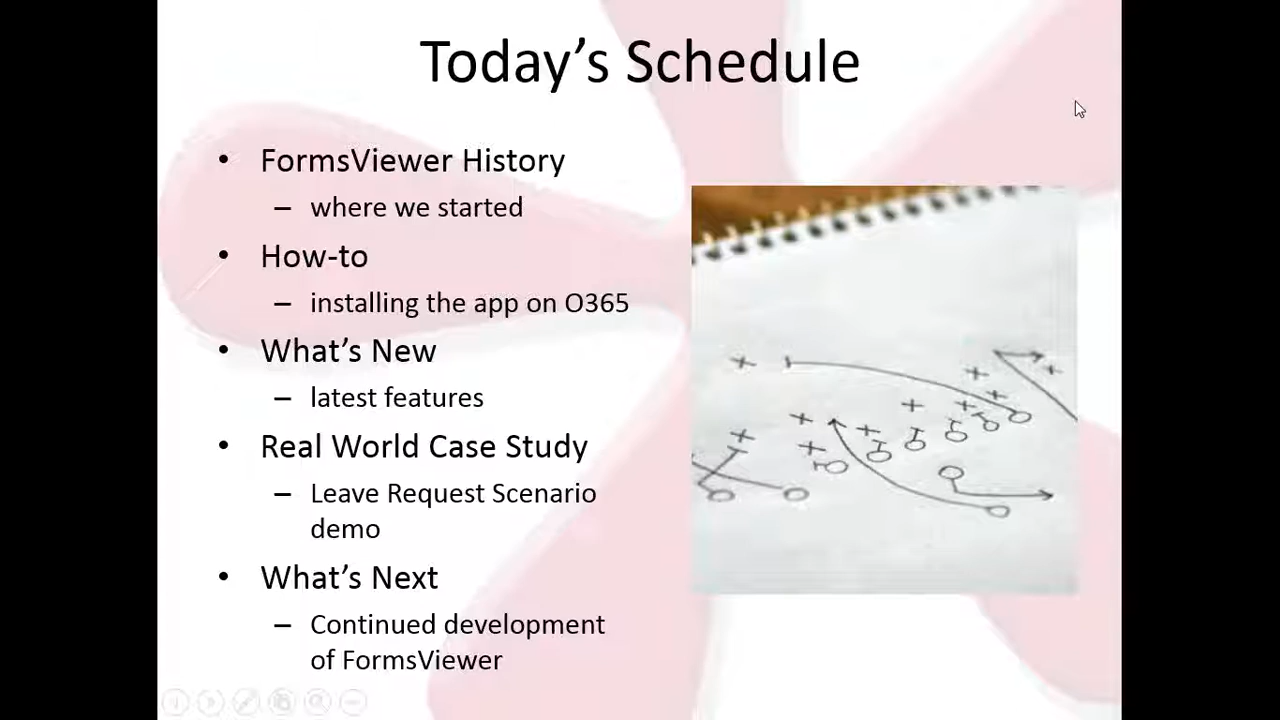 Today's Schedule
• FormsViewer History
– where we started
• How-to
– installing the app on O365
• What's New
– latest features
• Real World Case Study
– Leave Request Scenario
demo
• What's Next
– Continued development
of FormsViewer